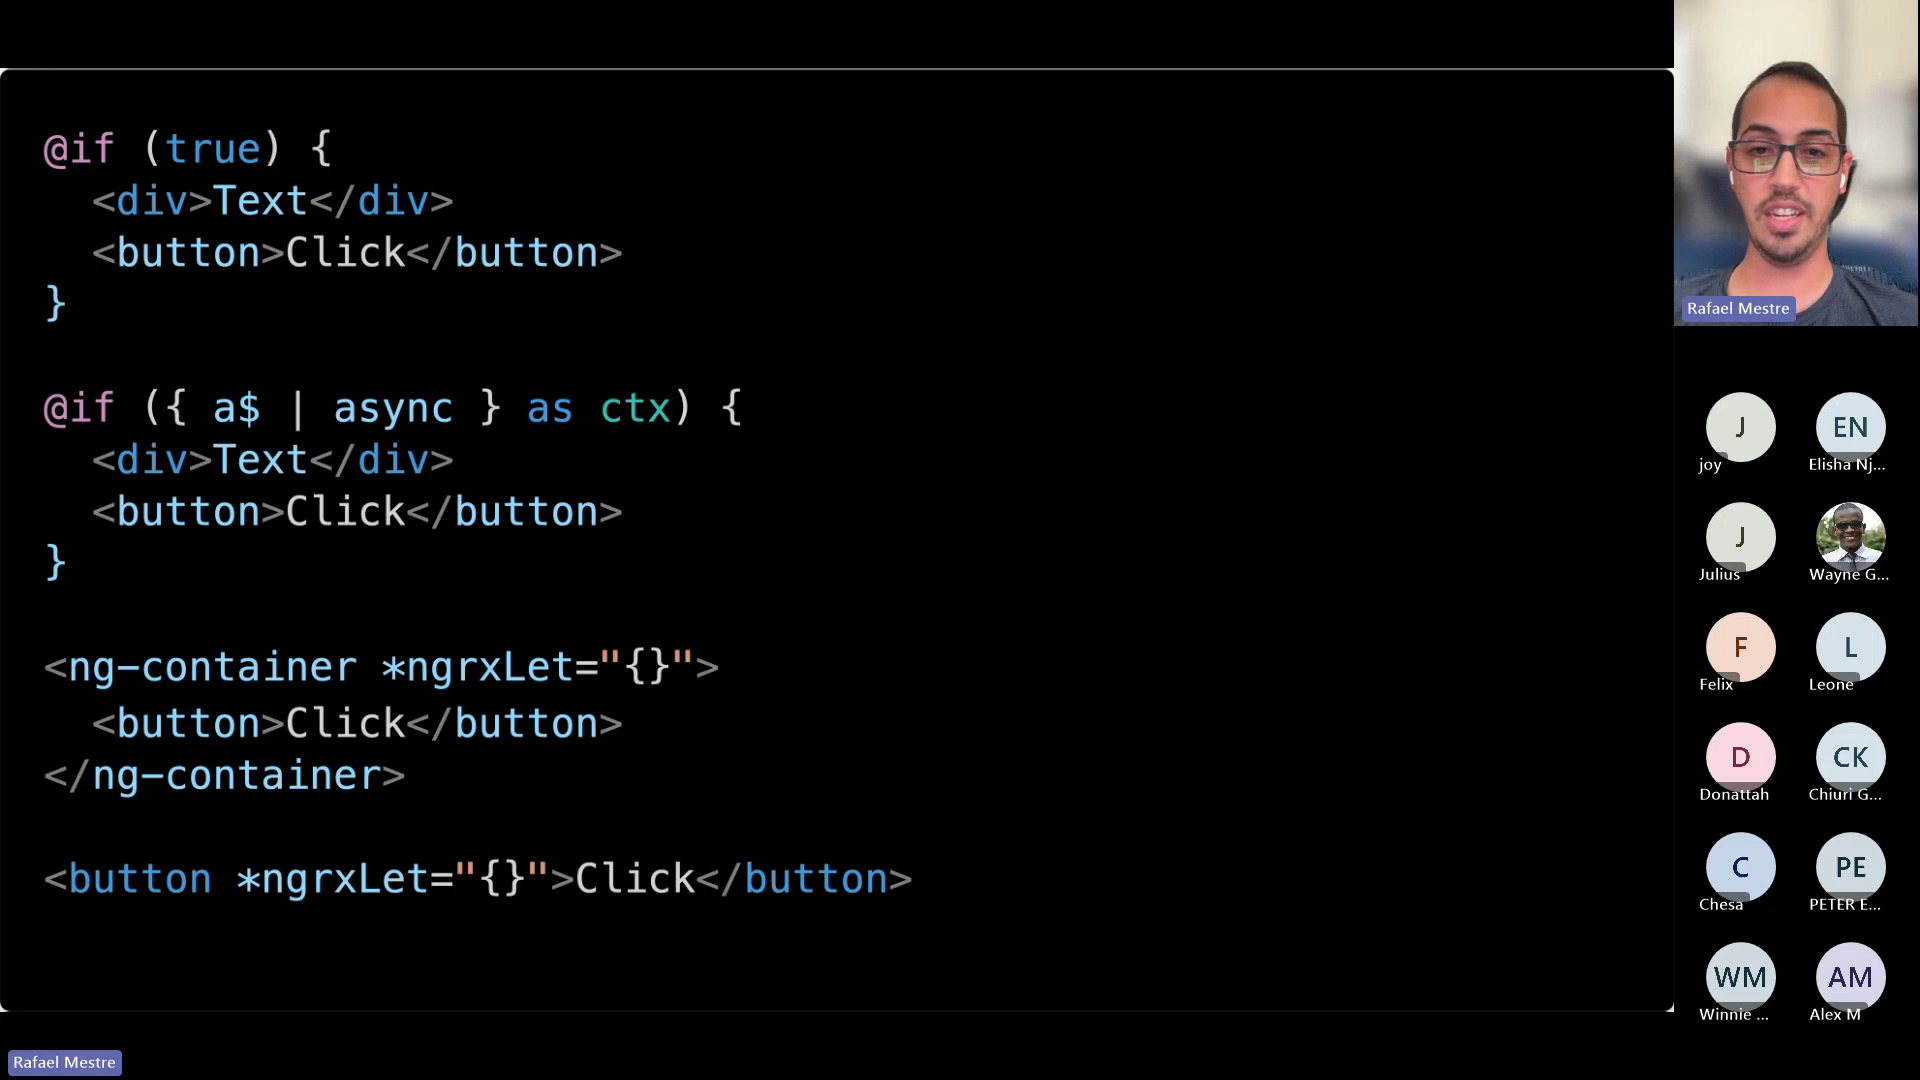 @if (true) {
<div>Text</div>
<button>Click</button>
}
@if ({ a$ | async } as ctx) {
<div>Text</div>
<button>Click</button>
}
<ng-container *ngrxLet="{}">
<button>Click</button>
</ng-container>
<button *ngrxLet="{}">Click</button>
Rafael Mestre
J
joy
EN
Elisha Nj...
J
Julius
Wayne G...
F
Felix
L
Leone
D
Donattah
CK
Chiuri G...
C
Chesa
PE
PETER E...
WM
Winnie ...
AM
Alex M
Rafael Mestre